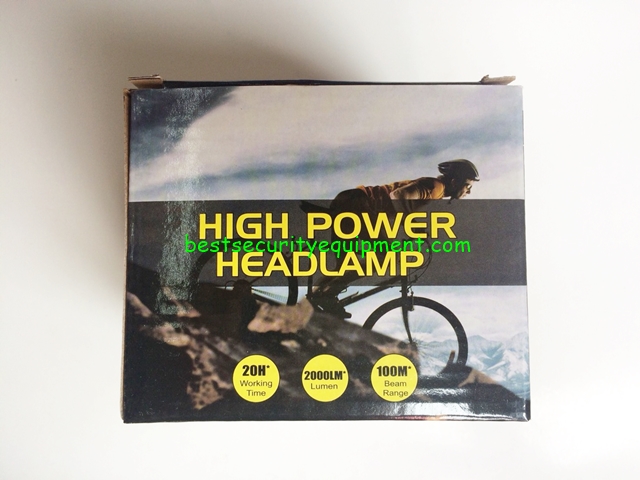 HIGH POWER
bestsecurityequipment.com
HEADLAMP
20H*
Working
Time
2000LM*
Lumen
100M*
Beam
Range